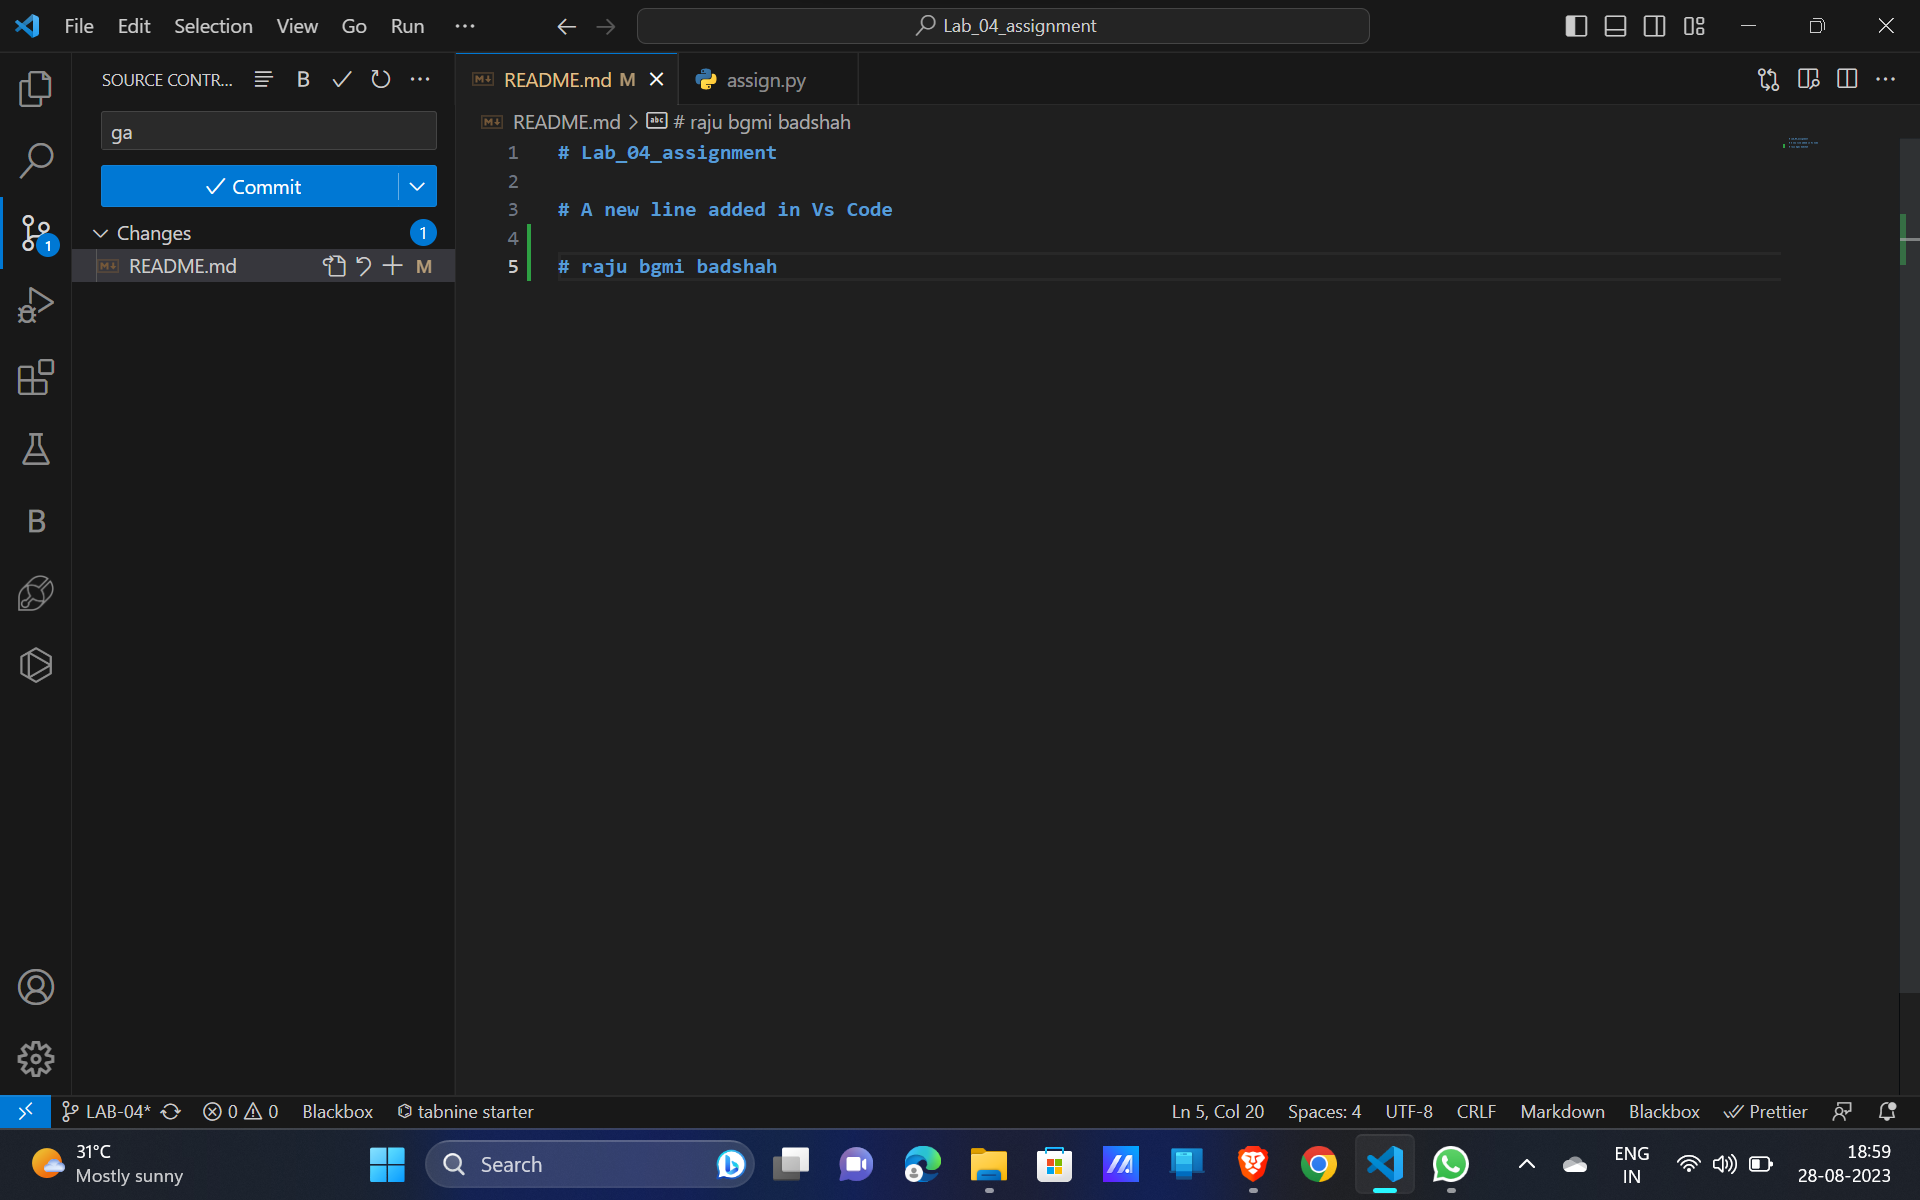 File Edit Selection View Go Run ···
Lab_04_assignment
SOURCE CONTR... B
README.md M
assign.py
ga
README.md > # raju bgmi badshah
Commit
1 # Lab_04_assignment
2
3 # A new line added in Vs Code
4
5 # raju bgmi badshah
Changes 1
README.md M
1
B
LAB-04* 0 0 Blackbox tabnine starter
Ln 5, Col 20 Spaces: 4 UTF-8 CRLF Markdown Blackbox Prettier
31°C
Mostly sunny
Search
ENG
IN
18:59
28-08-2023